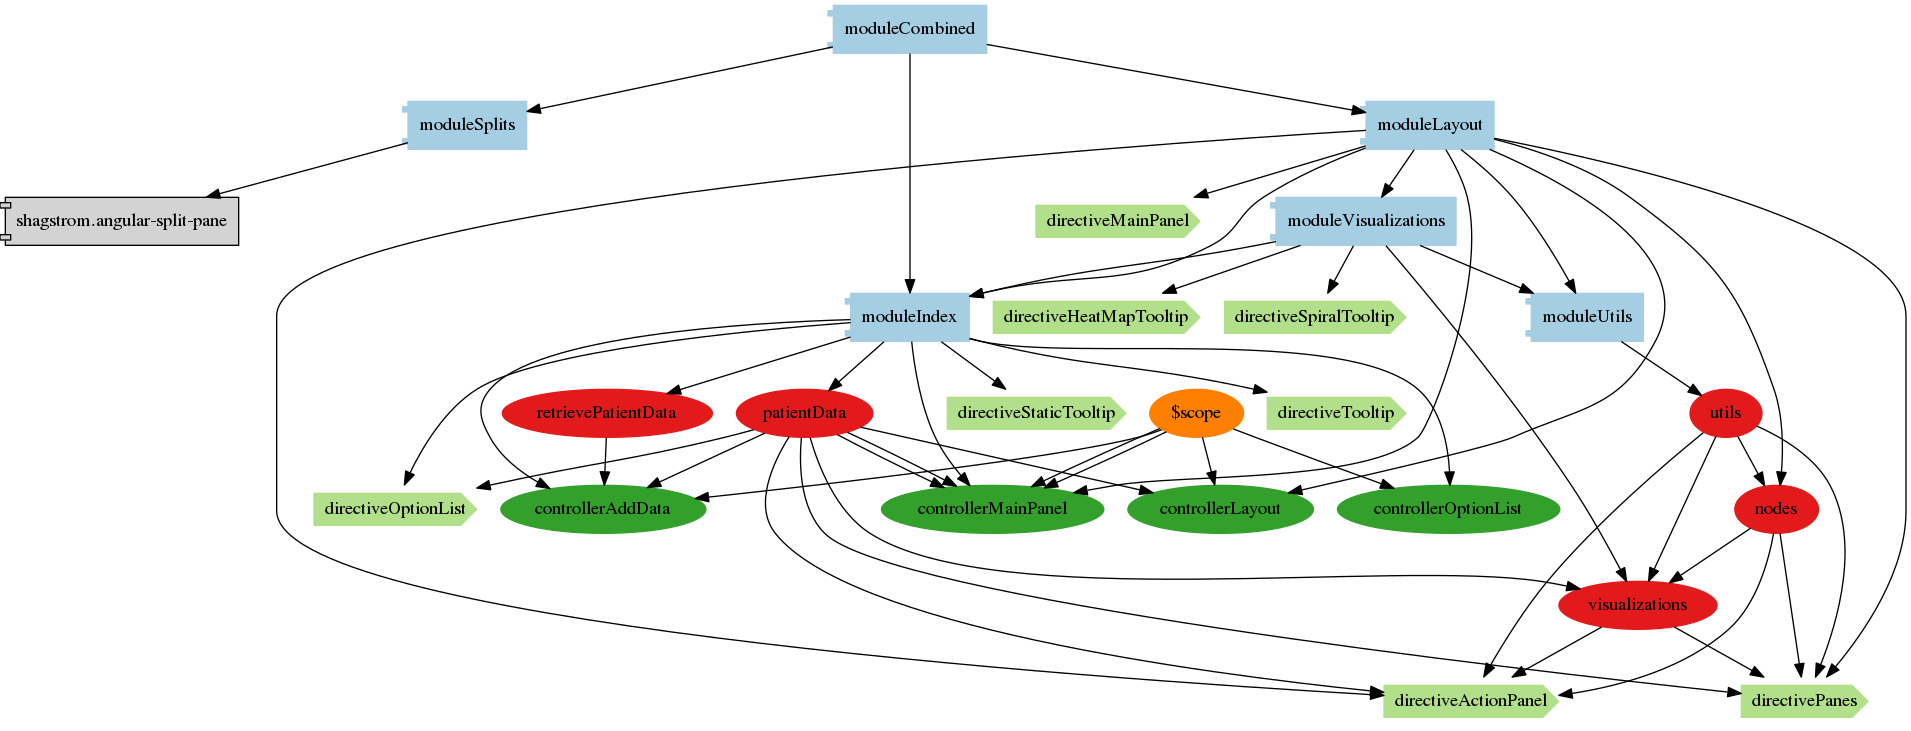 moduleCombined
moduleSplits
moduleLayout
shagstrom.angular-split-pane
directiveMainPanel
moduleVisualizations
moduleIndex
directiveHeatMapTooltip
directiveSpiralTooltip
moduleUtils
retrievePatientData
patientData
directiveStaticTooltip
$scope
directiveTooltip
utils
directiveOptionList
controllerAddData
controllerMainPanel
controllerLayout
controllerOptionList
nodes
visualizations
directiveActionPanel
directivePanes